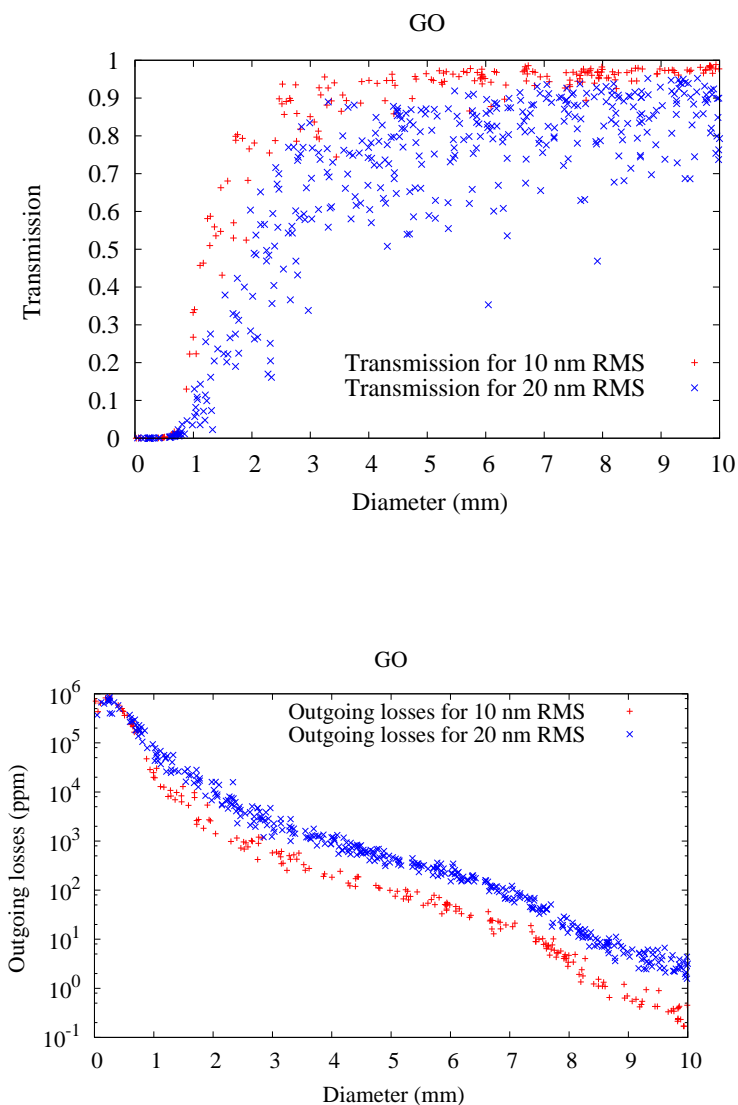 GO
1
0.9
0.8
0.7
0.6
0.5
0.4
0.3
0.2
0.1
0
Transmission
Transmission for 10 nm RMS
Transmission for 20 nm RMS
0 1 2 3 4 5 6 7 8 9 10
Diameter (mm)
GO
10^6
10^5
10^4
10^3
10^2
10^1
10^0
10^-1
Outgoing losses (ppm)
Outgoing losses for 10 nm RMS
Outgoing losses for 20 nm RMS
0 1 2 3 4 5 6 7 8 9 10
Diameter (mm)